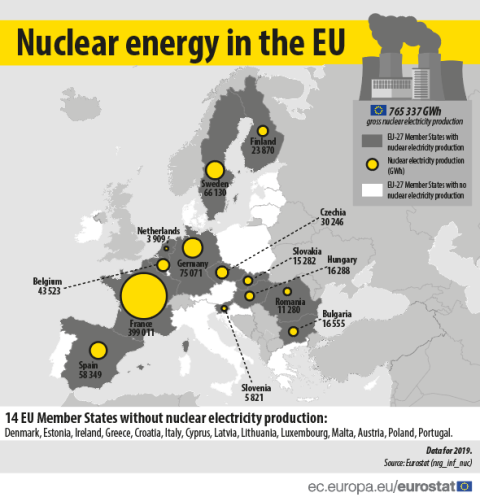 Nuclear energy in the EU
765 337 GWh
gross nuclear electricity production
EU-27 Member States with
nuclear electricity production
Nuclear electricity production
(GWh)
EU-27 Member States with no
nuclear electricity production
Finland
23 870
Sweden
66 130
Czechia
30 246
Netherlands
3 909
Slovakia
15 282
Hungary
16 288
Germany
75 071
Belgium
43 523
Romania
11 280
Bulgaria
16 555
France
399 011
Spain
58 349
Slovenia
5 821
14 EU Member States without nuclear electricity production:
Denmark, Estonia, Ireland, Greece, Croatia, Italy, Cyprus, Latvia, Lithuania, Luxembourg, Malta, Austria, Poland, Portugal.
Data for 2019.
Source: Eurostat (nrg_inf_nuc)
ec.europa.eu/eurostat